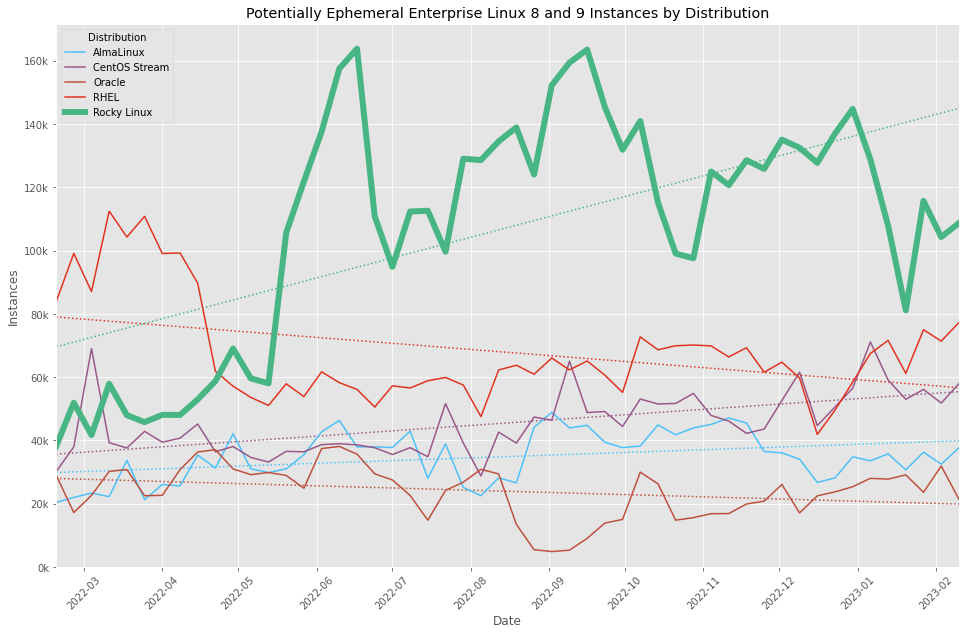 Potentially Ephemeral Enterprise Linux 8 and 9 Instances by Distribution
Distribution
AlmaLinux
CentOS Stream
Oracle
RHEL
Rocky Linux
160k
140k
120k
100k
80k
60k
40k
20k
0k
Instances
2022-03
2022-04
2022-05
2022-06
2022-07
2022-08
2022-09
2022-10
2022-11
2022-12
2023-01
2023-02
Date